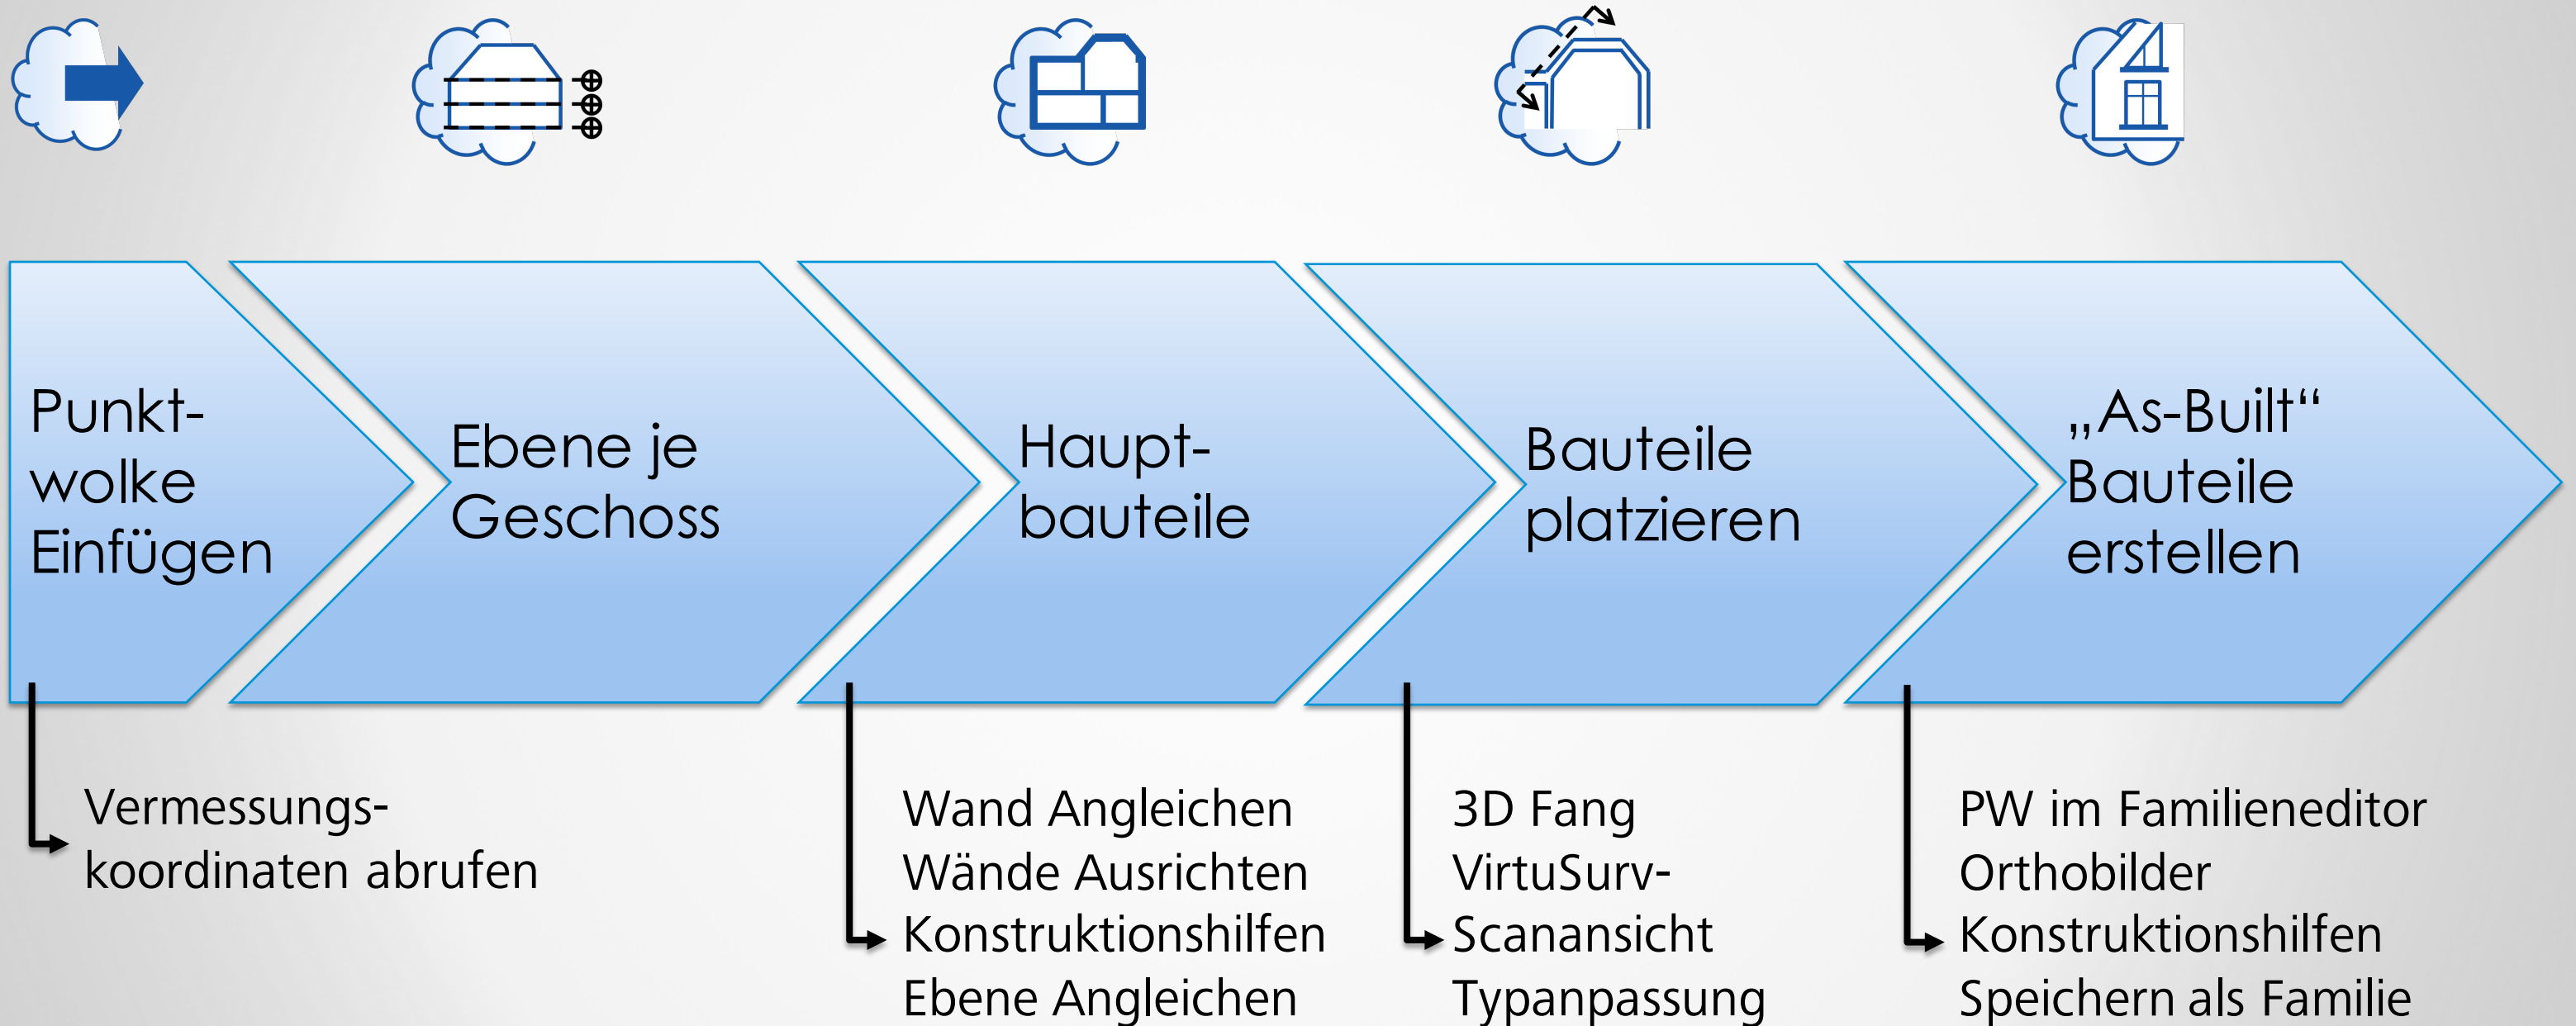 Punkt-
wolke
Einfügen
Ebene je
Geschoss
Haupt-
bauteile
Bauteile
platzieren
„As-Built“
Bauteile
erstellen
Vermessungs-
koordinaten abrufen
Wand Angleichen
Wände Ausrichten
Konstruktionshilfen
Ebene Angleichen
3D Fang
VirtuSurv-
Scanansicht
Typanpassung
PW im Familieneditor
Orthobilder
Konstruktionshilfen
Speichern als Familie